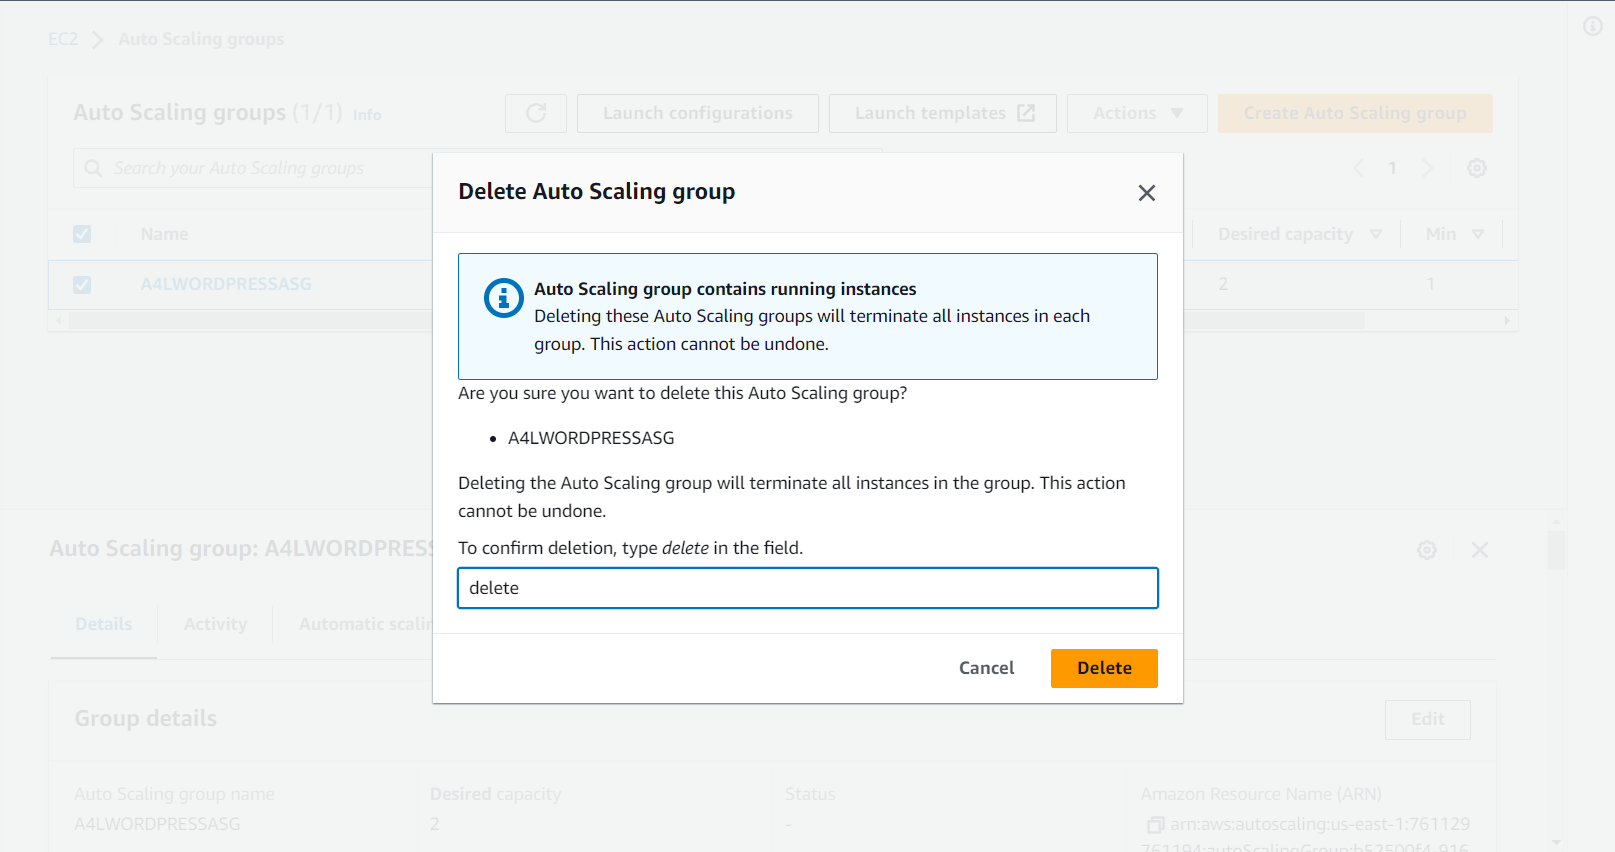 EC2 > Auto Scaling groups
Auto Scaling groups (1/1) Info
Launch configurations
Launch templates
Actions
Create Auto Scaling group
Search your Auto Scaling groups
1
Name
Desired capacity
Min
A4LWORDPRESSASG
2
1
Delete Auto Scaling group
Auto Scaling group contains running instances
Deleting these Auto Scaling groups will terminate all instances in each
group. This action cannot be undone.
Are you sure you want to delete this Auto Scaling group?
• A4LWORDPRESSASG
Deleting the Auto Scaling group will terminate all instances in the group. This action
cannot be undone.
To confirm deletion, type delete in the field.
delete
Cancel
Delete
Auto Scaling group: A4LWORDPRESS
Details
Activity
Automatic scalin
Group details
Edit
Auto Scaling group name
A4LWORDPRESSASG
Desired capacity
2
Status
-
Amazon Resource Name (ARN)
arn:aws:autoscaling:us-east-1:761129
761194:autoScalingGroup:b52500f4-916